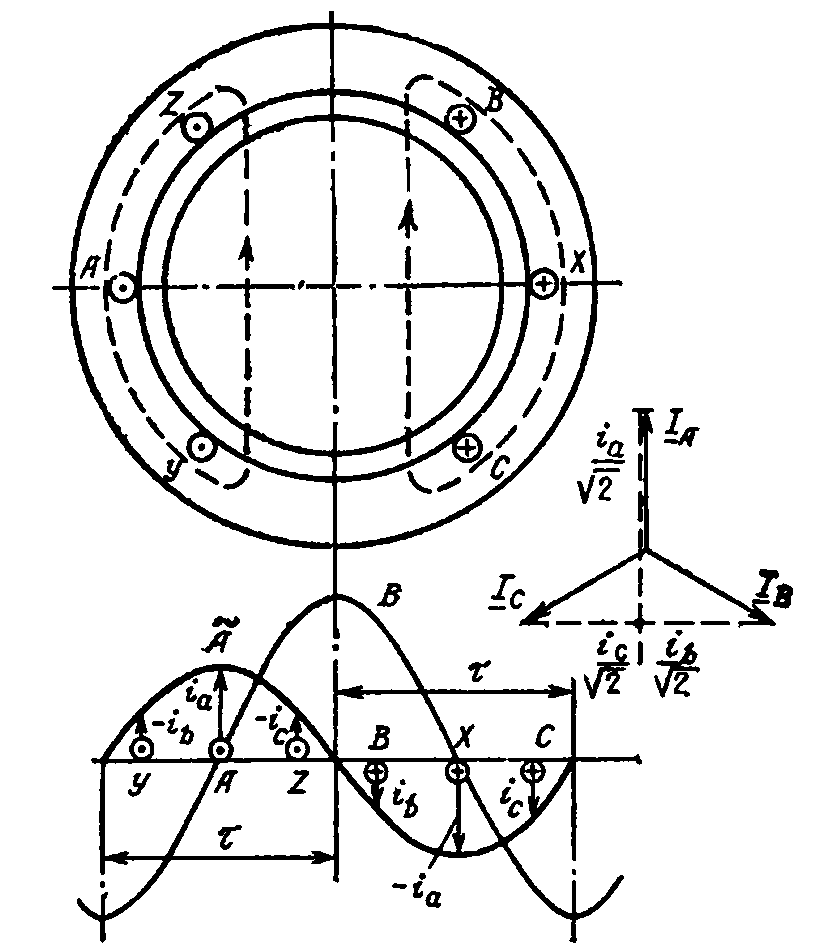 Z
B
A
X
Y
C
i_a/√2
I_A
I_C
I_B
i_c/√2
i_b/√2
B
Ã
τ
i_a
-i_b
-i_c
B
X
C
Y
A
Z
i_b
i_c
τ
-i_a